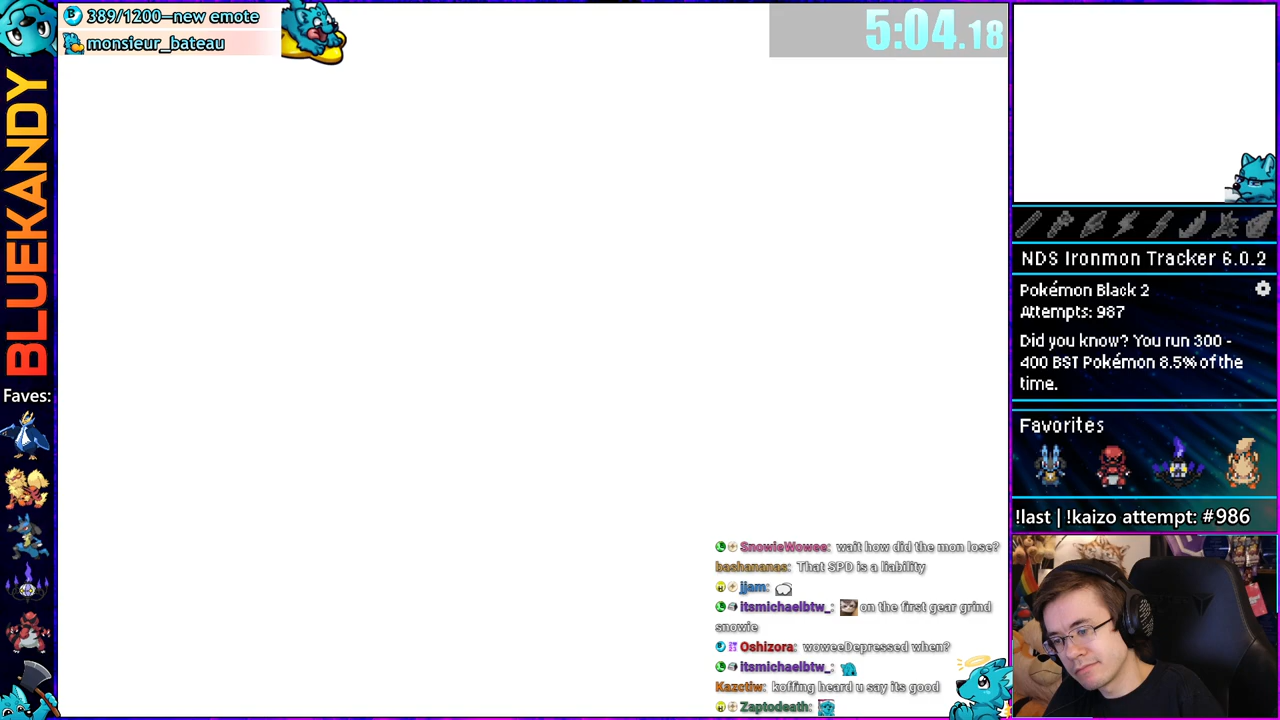 389/1200–new emote
monsieur_bateau
5:04.18
BLUEKANDY
Faves:
NDS Ironmon Tracker 6.0.2
Pokémon Black 2
Attempts: 987
Did you know? You run 300 -
400 BST Pokémon 8.5% of the
time.
Favorites
!last | !kaizo attempt: #986
SnowieWowee: wait how did the mon lose?
bashananas: That SPD is a liability
jjam:
itsmichaelbtw_: on the first gear grind
snowie
Oshizora: woweeDepressed when?
itsmichaelbtw_:
Kazctiw: koffing heard u say its good
Zaptodeath: